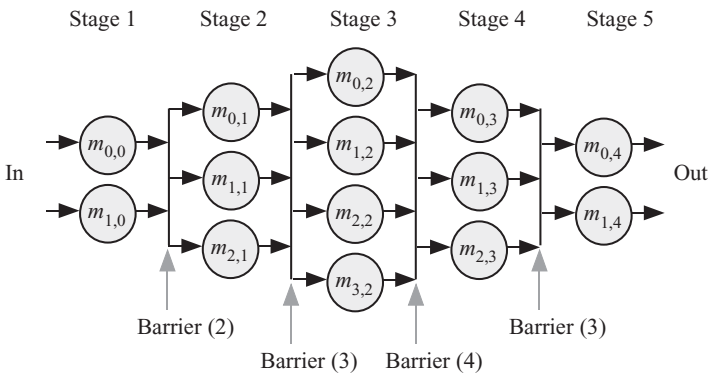 Stage 1 Stage 2 Stage 3 Stage 4 Stage 5
m0,2
m0,1 m0,3
m0,0 m1,2 m0,4
In m1,1 m1,3 Out
m1,0 m2,2 m1,4
m2,1 m2,3
m3,2
Barrier (2) Barrier (3)
Barrier (3) Barrier (4)